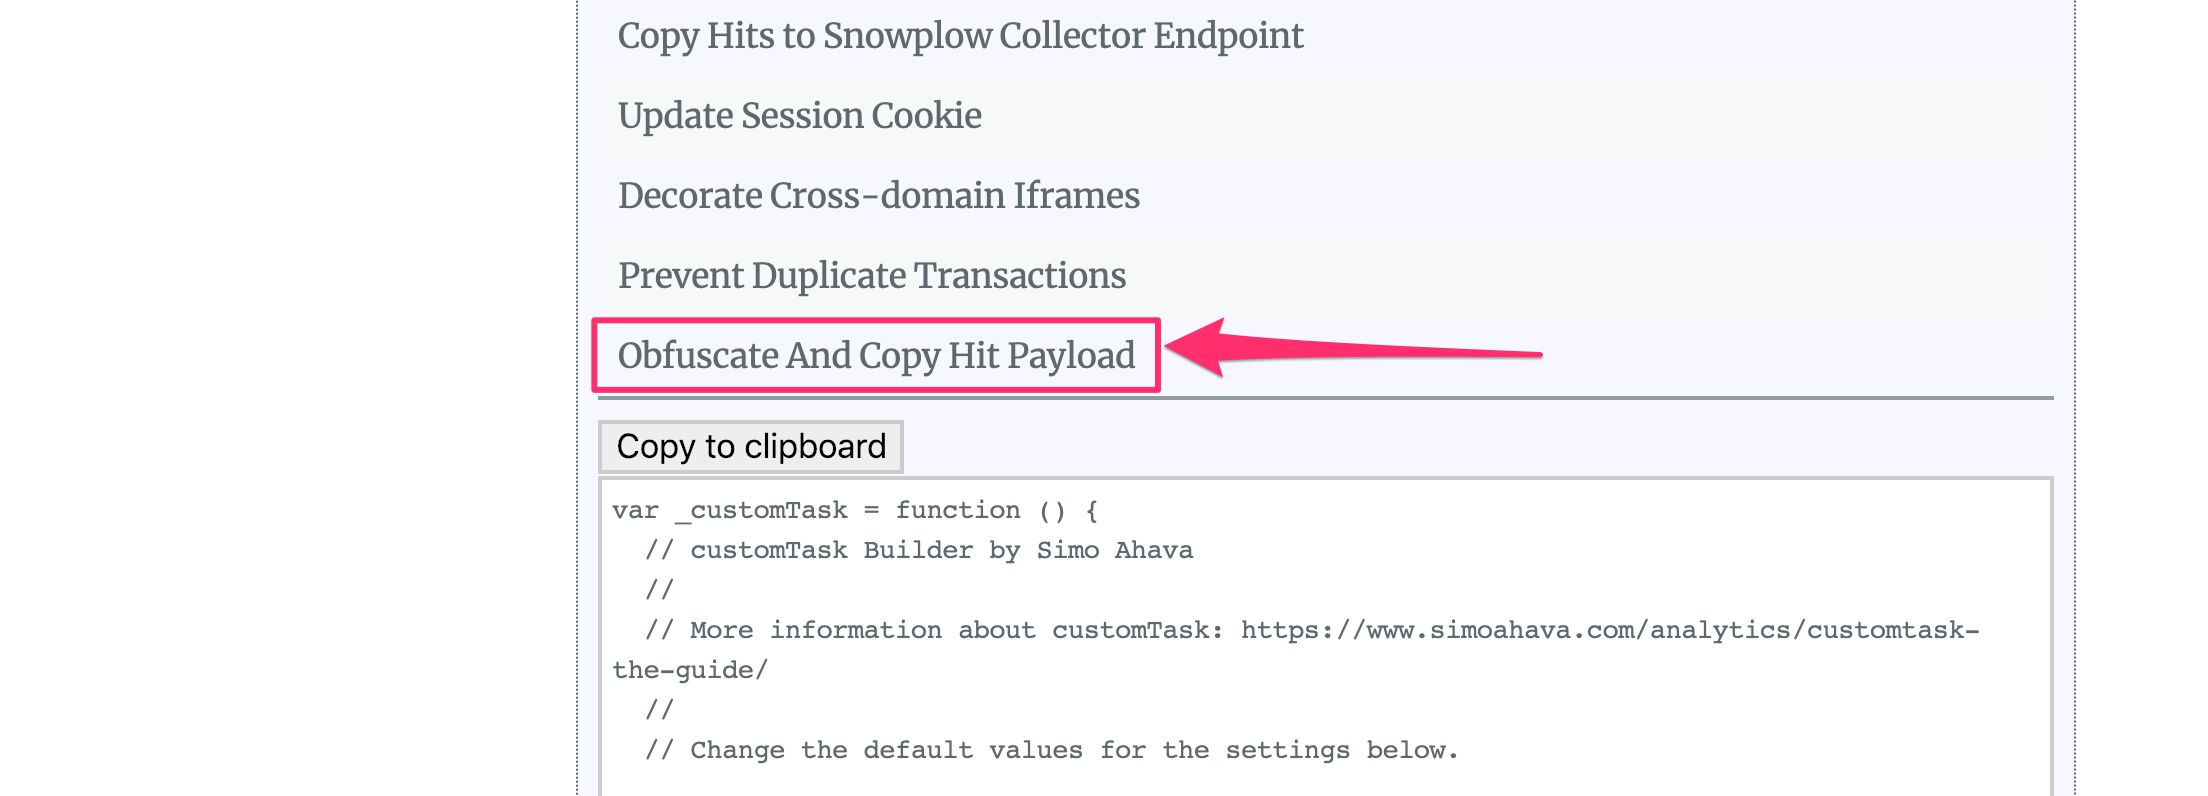 Copy Hits to Snowplow Collector Endpoint
Update Session Cookie
Decorate Cross-domain Iframes
Prevent Duplicate Transactions
Obfuscate And Copy Hit Payload
Copy to clipboard
var _customTask = function () {
  // customTask Builder by Simo Ahava
  //
  // More information about customTask: https://www.simoahava.com/analytics/customtask-
the-guide/
  //
  // Change the default values for the settings below.